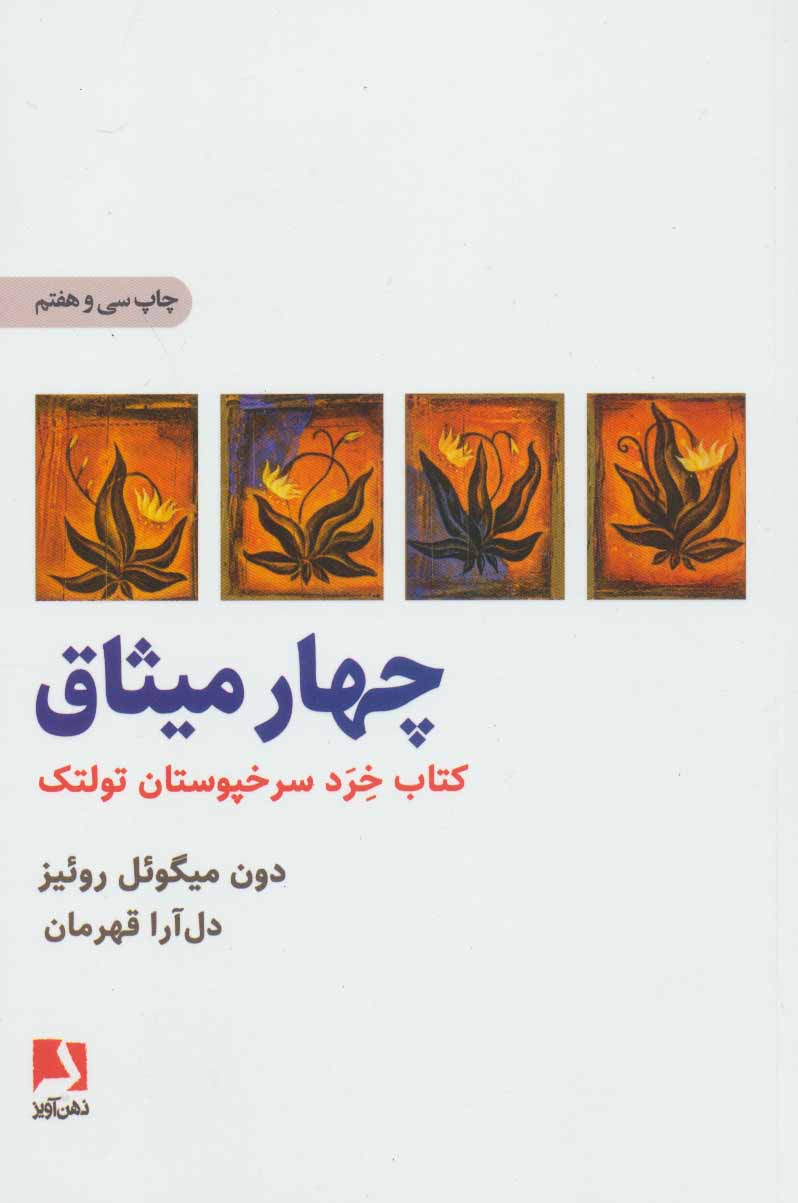 چاپ سی و هفتم
چهار میثاق
کتاب خِرَد سرخپوستان تولتک
دون میگوئل روئیز
دل‌آرا قهرمان
ذهن‌آویز